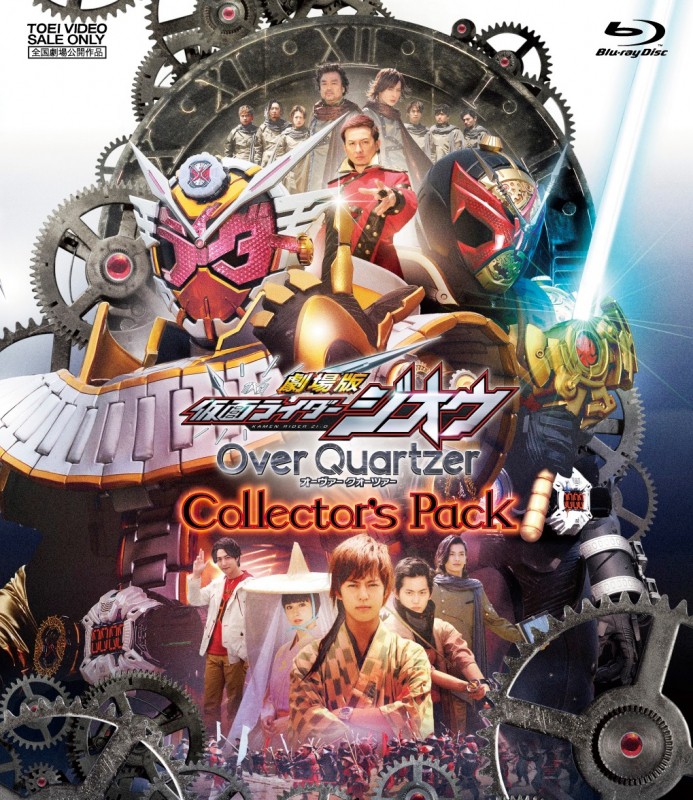 TOEI VIDEO
SALE ONLY
全国劇場公開作品
Blu-ray Disc
XI XII I
劇場版
仮面ライダージオウ
KAMEN RIDER ZI-O
Over Quartzer
オーヴァー クォーツァー
Collector's Pack